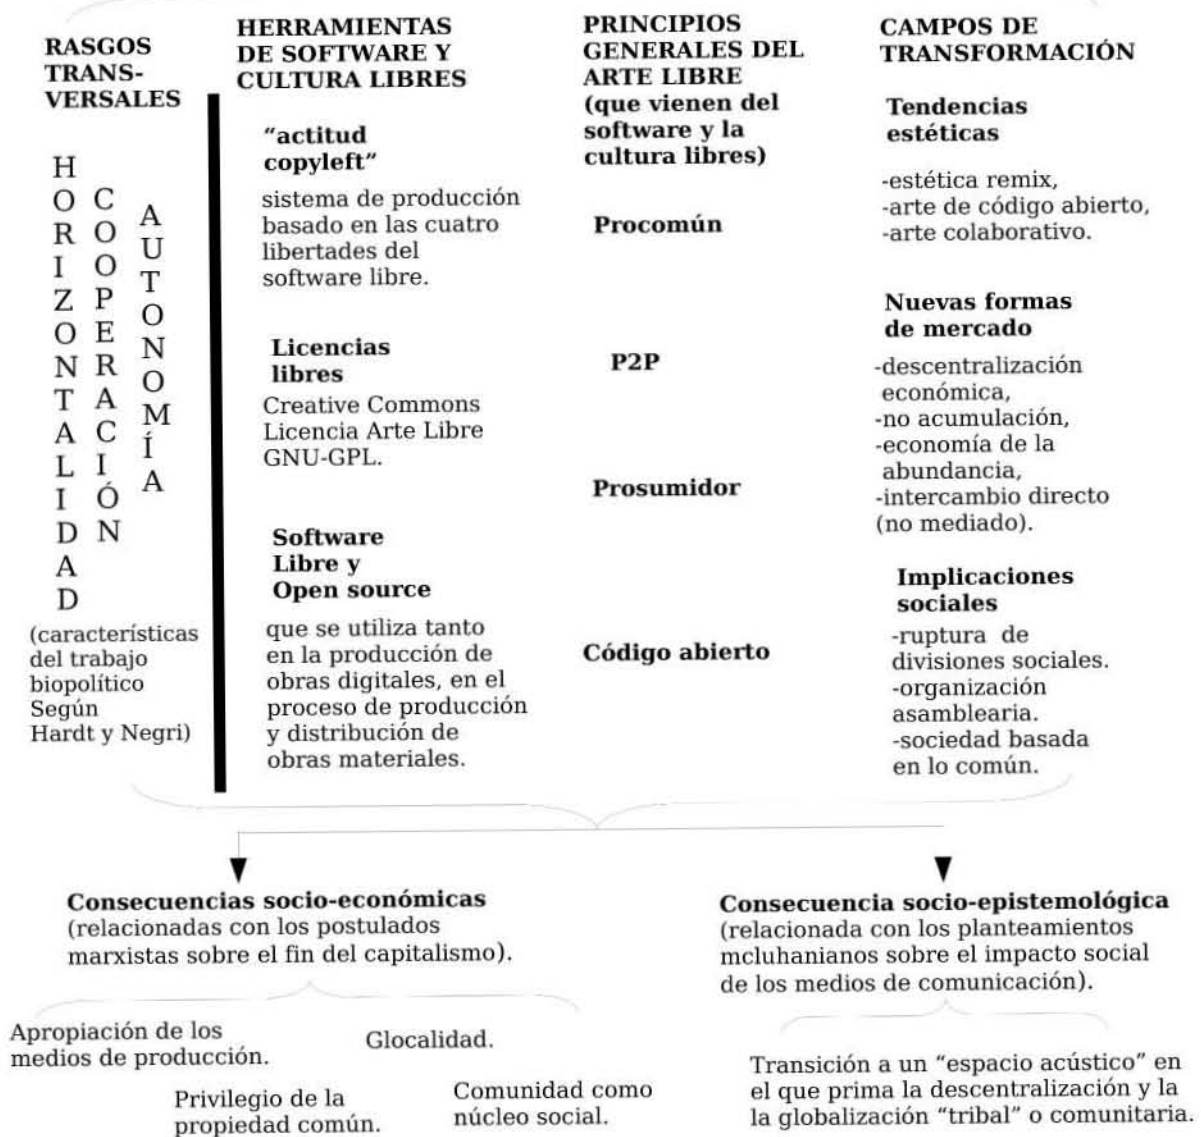 RASGOS
TRANS-
VERSALES
HORIZONTALIDAD
COOPERACIÓN
AUTONOMÍA
(características
del trabajo
biopolítico
Según
Hardt y Negri)
HERRAMIENTAS
DE SOFTWARE Y
CULTURA LIBRES
“actitud
copyleft”
sistema de producción
basado en las cuatro
libertades del
software libre.
Licencias
libres
Creative Commons
Licencia Arte Libre
GNU-GPL.
Software
Libre y
Open source
que se utiliza tanto
en la producción de
obras digitales, en el
proceso de producción
y distribución de
obras materiales.
PRINCIPIOS
GENERALES DEL
ARTE LIBRE
(que vienen del
software y la
cultura libres)
Procomún
P2P
Prosumidor
Código abierto
CAMPOS DE
TRANSFORMACIÓN
Tendencias
estéticas
-estética remix,
-arte de código abierto,
-arte colaborativo.
Nuevas formas
de mercado
-descentralización
económica,
-no acumulación,
-economía de la
abundancia,
-intercambio directo
(no mediado).
Implicaciones
sociales
-ruptura de
divisiones sociales.
-organización
asamblearia.
-sociedad basada
en lo común.
Consecuencias socio-económicas
(relacionadas con los postulados
marxistas sobre el fin del capitalismo).
Apropiación de los
medios de producción.
Glocalidad.
Privilegio de la
propiedad común.
Comunidad como
núcleo social.
Consecuencia socio-epistemológica
(relacionada con los planteamientos
mcluhanianos sobre el impacto social
de los medios de comunicación).
Transición a un “espacio acústico” en
el que prima la descentralización y la
la globalización “tribal” o comunitaria.